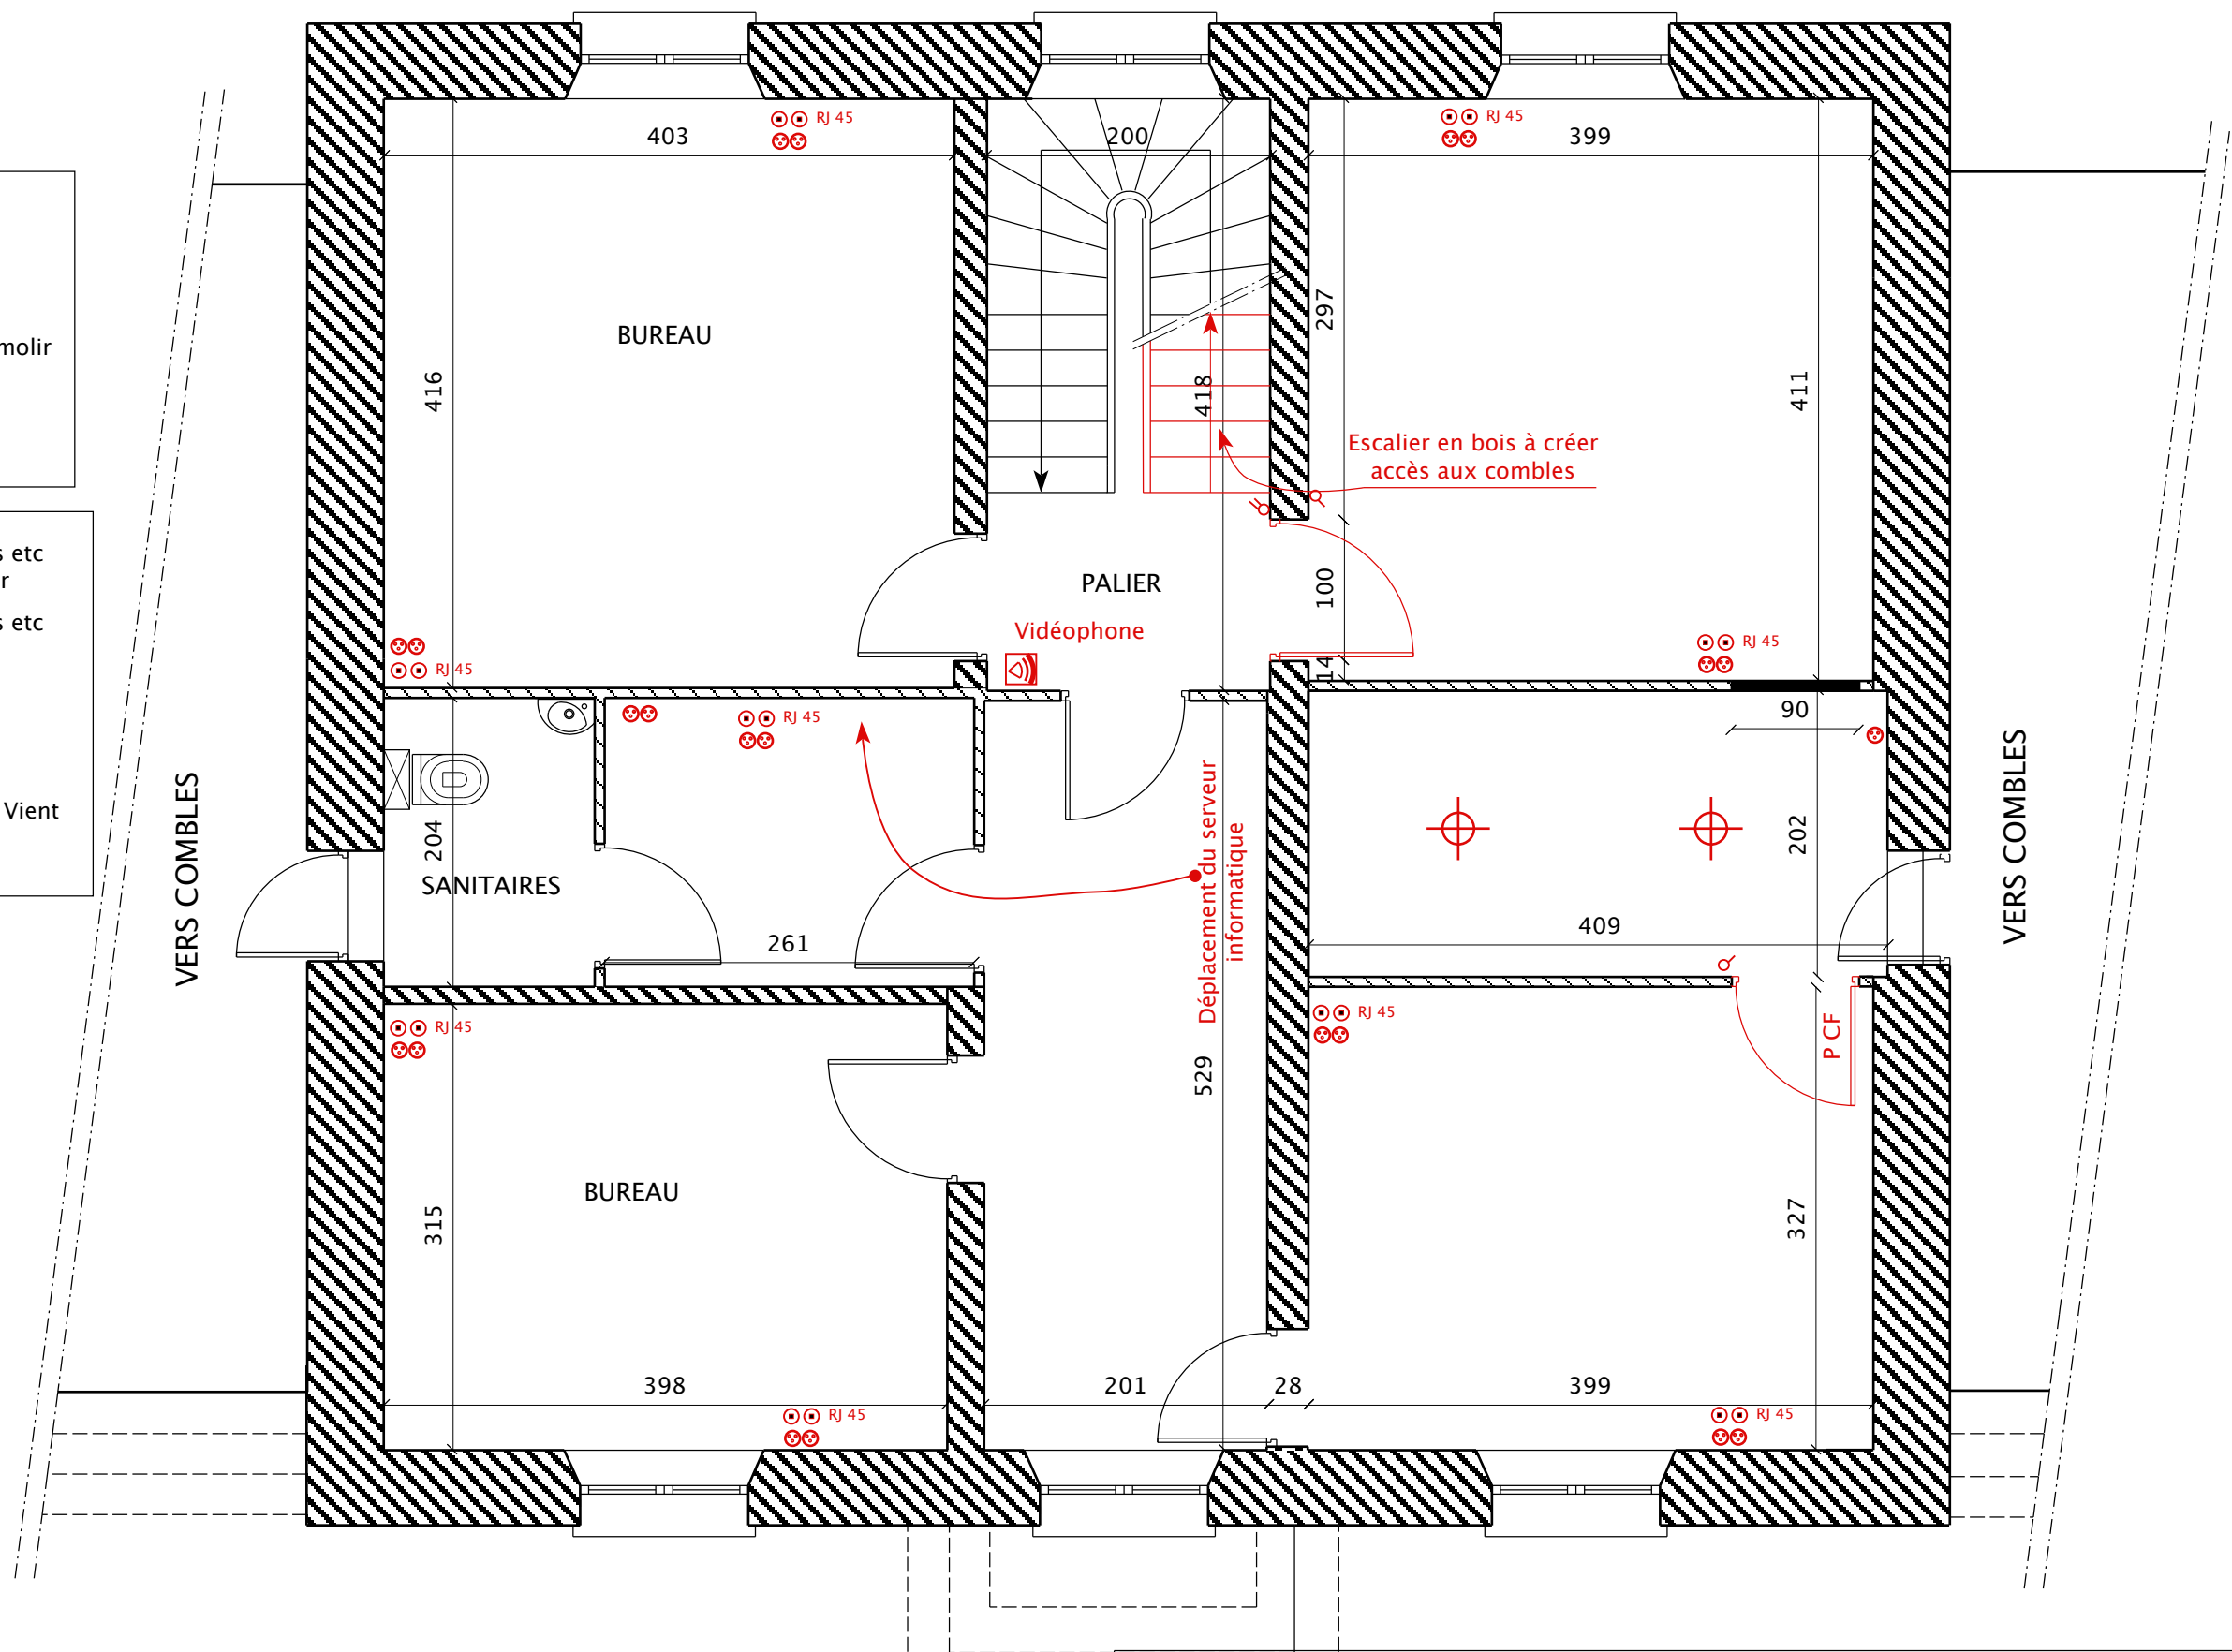 403
RJ 45
200
RJ 45
399
molir
BUREAU
297
416
418
411
Escalier en bois à créer
accès aux combles
s etc
r
s etc
PALIER
100
Vidéophone
14
RJ 45
RJ 45
RJ 45
90
Vient
VERS COMBLES
204
SANITAIRES
261
Déplacement du serveur
informatique
202
409
VERS COMBLES
RJ 45
RJ 45
P CF
529
BUREAU
315
327
398
201
28
399
RJ 45
RJ 45